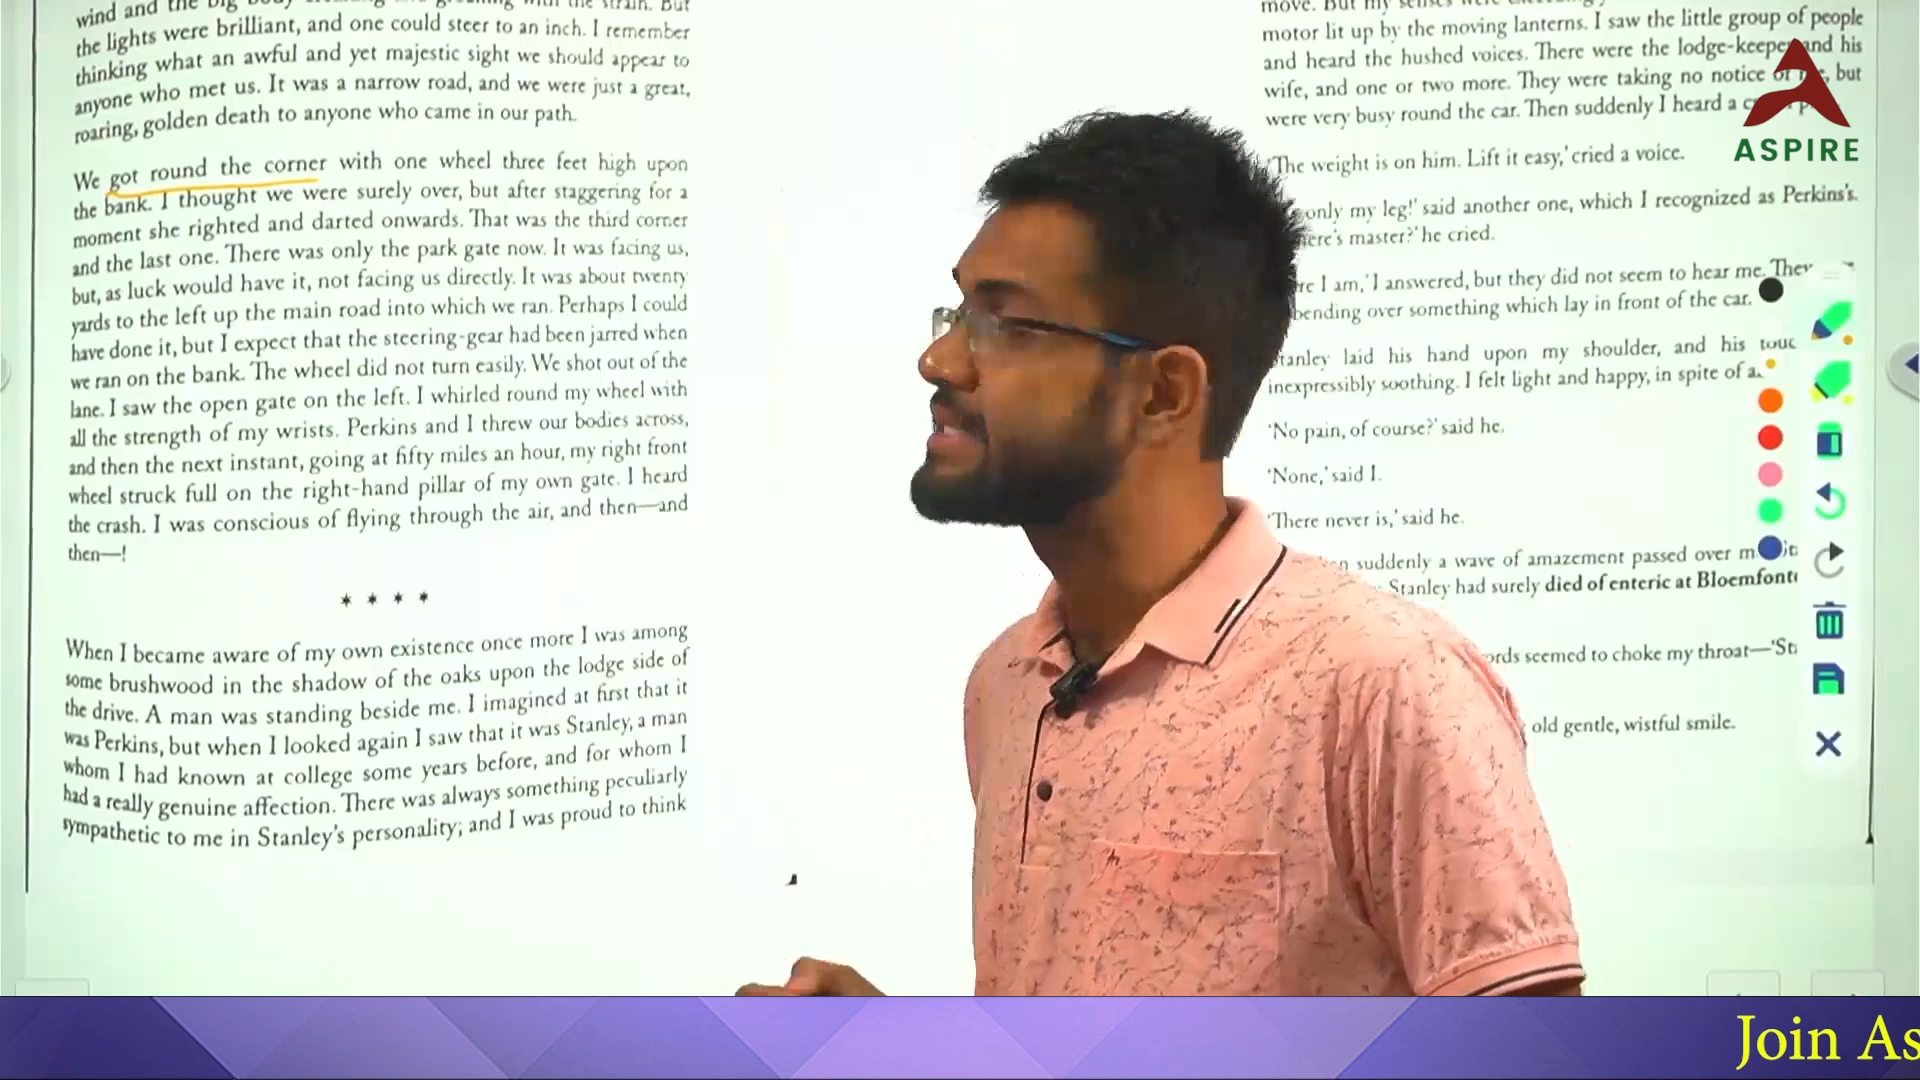 wind and the big body
the lights were brilliant, and one could steer to an inch. I remember
thinking what an awful and yet majestic sight we should appear to
anyone who met us. It was a narrow road, and we were just a great,
roaring, golden death to anyone who came in our path.
We got round the corner with one wheel three feet high upon
the bank. I thought we were surely over, but after staggering for a
moment she righted and darted onwards. That was the third corner
and the last one. There was only the park gate now. It was facing us,
but, as luck would have it, not facing us directly. It was about twenty
yards to the left up the main road into which we ran. Perhaps I could
have done it, but I expect that the steering-gear had been jarred when
we ran on the bank. The wheel did not turn easily. We shot out of the
lane. I saw the open gate on the left. I whirled round my wheel with
all the strength of my wrists. Perkins and I threw our bodies across,
and then the next instant, going at fifty miles an hour, my right front
wheel struck full on the right-hand pillar of my own gate. I heard
the crash. I was conscious of flying through the air, and then—and
then—!
* * * *
When I became aware of my own existence once more I was among
some brushwood in the shadow of the oaks upon the lodge side of
the drive. A man was standing beside me. I imagined at first that it
was Perkins, but when I looked again I saw that it was Stanley, a man
whom I had known at college some years before, and for whom I
had a really genuine affection. There was always something peculiarly
sympathetic to me in Stanley's personality; and I was proud to think
move. But my senses were
motor lit up by the moving lanterns. I saw the little group of people
and heard the hushed voices. There were the lodge-keeper and his
wife, and one or two more. They were taking no notice of me, but
were very busy round the car. Then suddenly I heard a
'The weight is on him. Lift it easy,' cried a voice.
only my leg!' said another one, which I recognized as Perkins's.
master?' he cried.
I am,' I answered, but they did not seem to hear me. They
bending over something which lay in front of the car.
Stanley laid his hand upon my shoulder, and his
inexpressibly soothing. I felt light and happy, in spite of
'No pain, of course?' said he.
'None,' said I.
'There never is,' said he.
suddenly a wave of amazement passed over
Stanley had surely died of enteric at
seemed to choke my throat—
old gentle, wistful smile.
ASPIRE
Join As